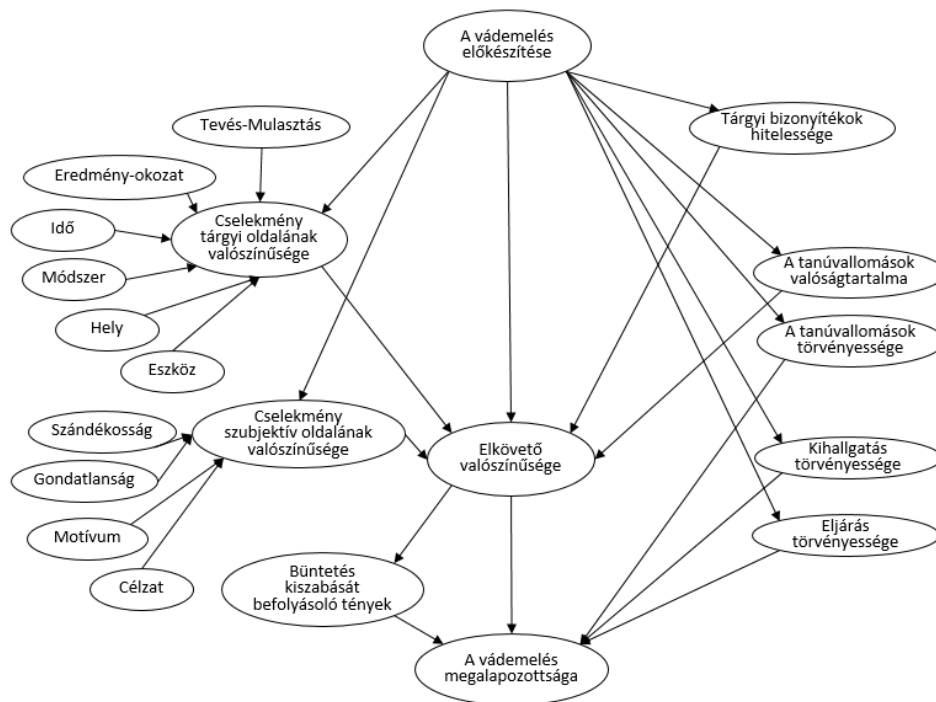 A vádemelés
előkészítése
Tevés-Mulasztás
Tárgyi bizonyítékok
hitelessége
Eredmény-okozat
Idő
Cselekmény
tárgyi oldalának
valószínűsége
Módszer
Hely
Eszköz
A tanúvallomások
valóságtartalma
A tanúvallomások
törvényessége
Szándékosság
Cselekmény
szubjektív oldalának
valószínűsége
Gondatlanság
Elkövető
valószínűsége
Kihallgatás
törvényessége
Motívum
Eljárás
törvényessége
Célzat
Büntetés
kiszabását
befolyásoló tények
A vádemelés
megalapozottsága